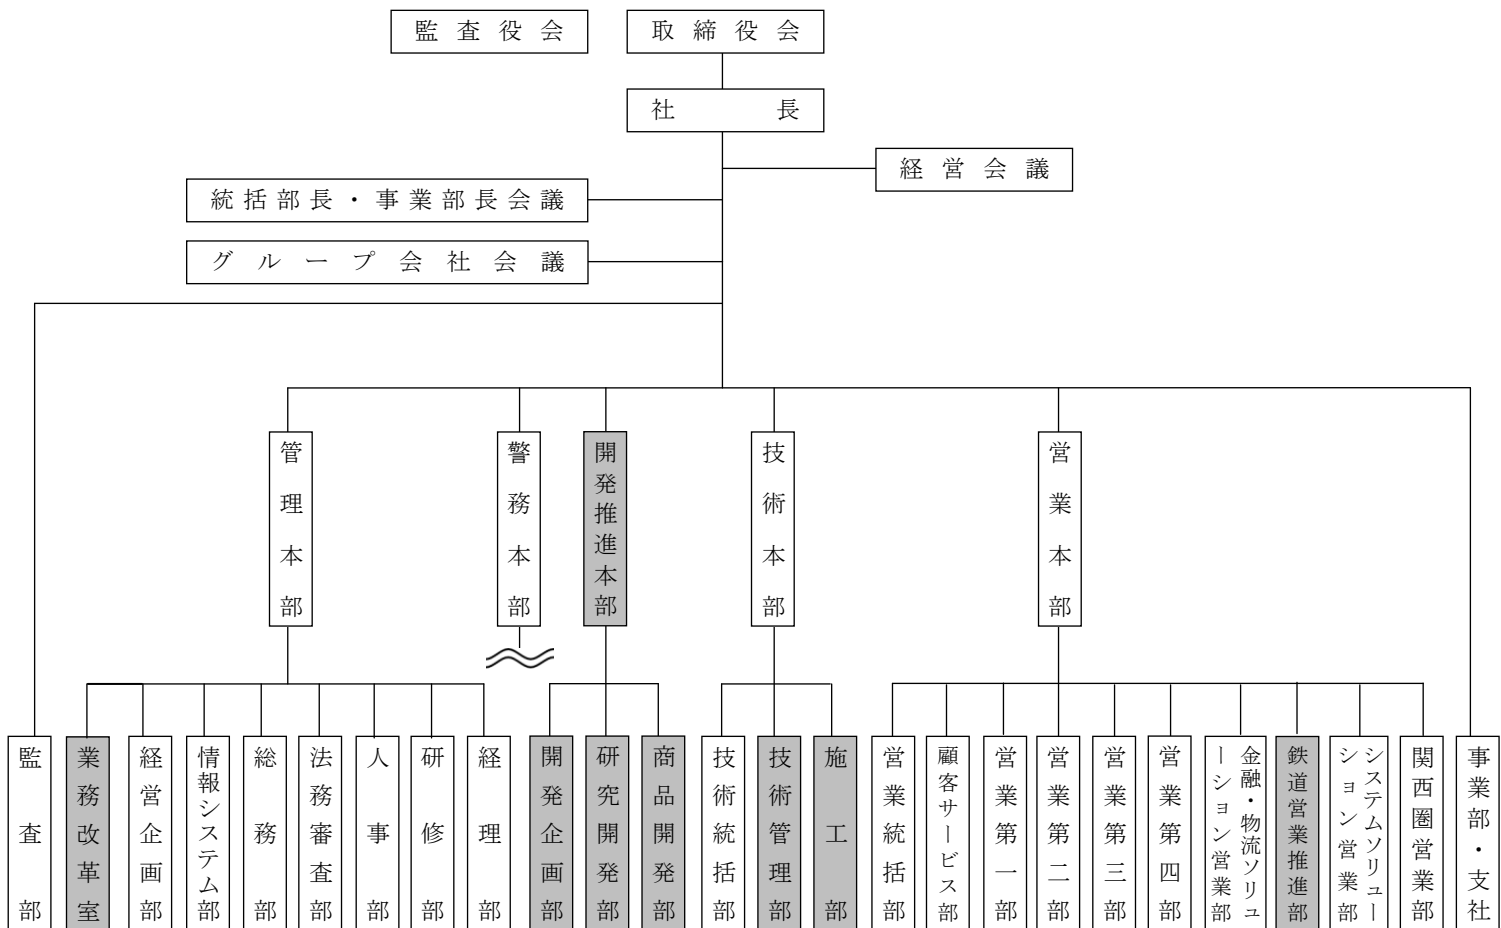 監査役会
取締役会
社長
経営会議
統括部長・事業部長会議
グループ会社会議
管理本部
警務本部
開発推進本部
技術本部
営業本部
監査部
業務改革室
経営企画部
情報システム部
総務部
法務審査部
人事部
研修部
経理部
開発企画部
研究開発部
商品開発部
技術統括部
技術管理部
施工部
営業統括部
顧客サービス部
営業第一部
営業第二部
営業第三部
営業第四部
金融・物流ソリュ
ーション営業部
鉄道営業推進部
システムソリュー
ション営業部
関西圏営業部
事業部・支社